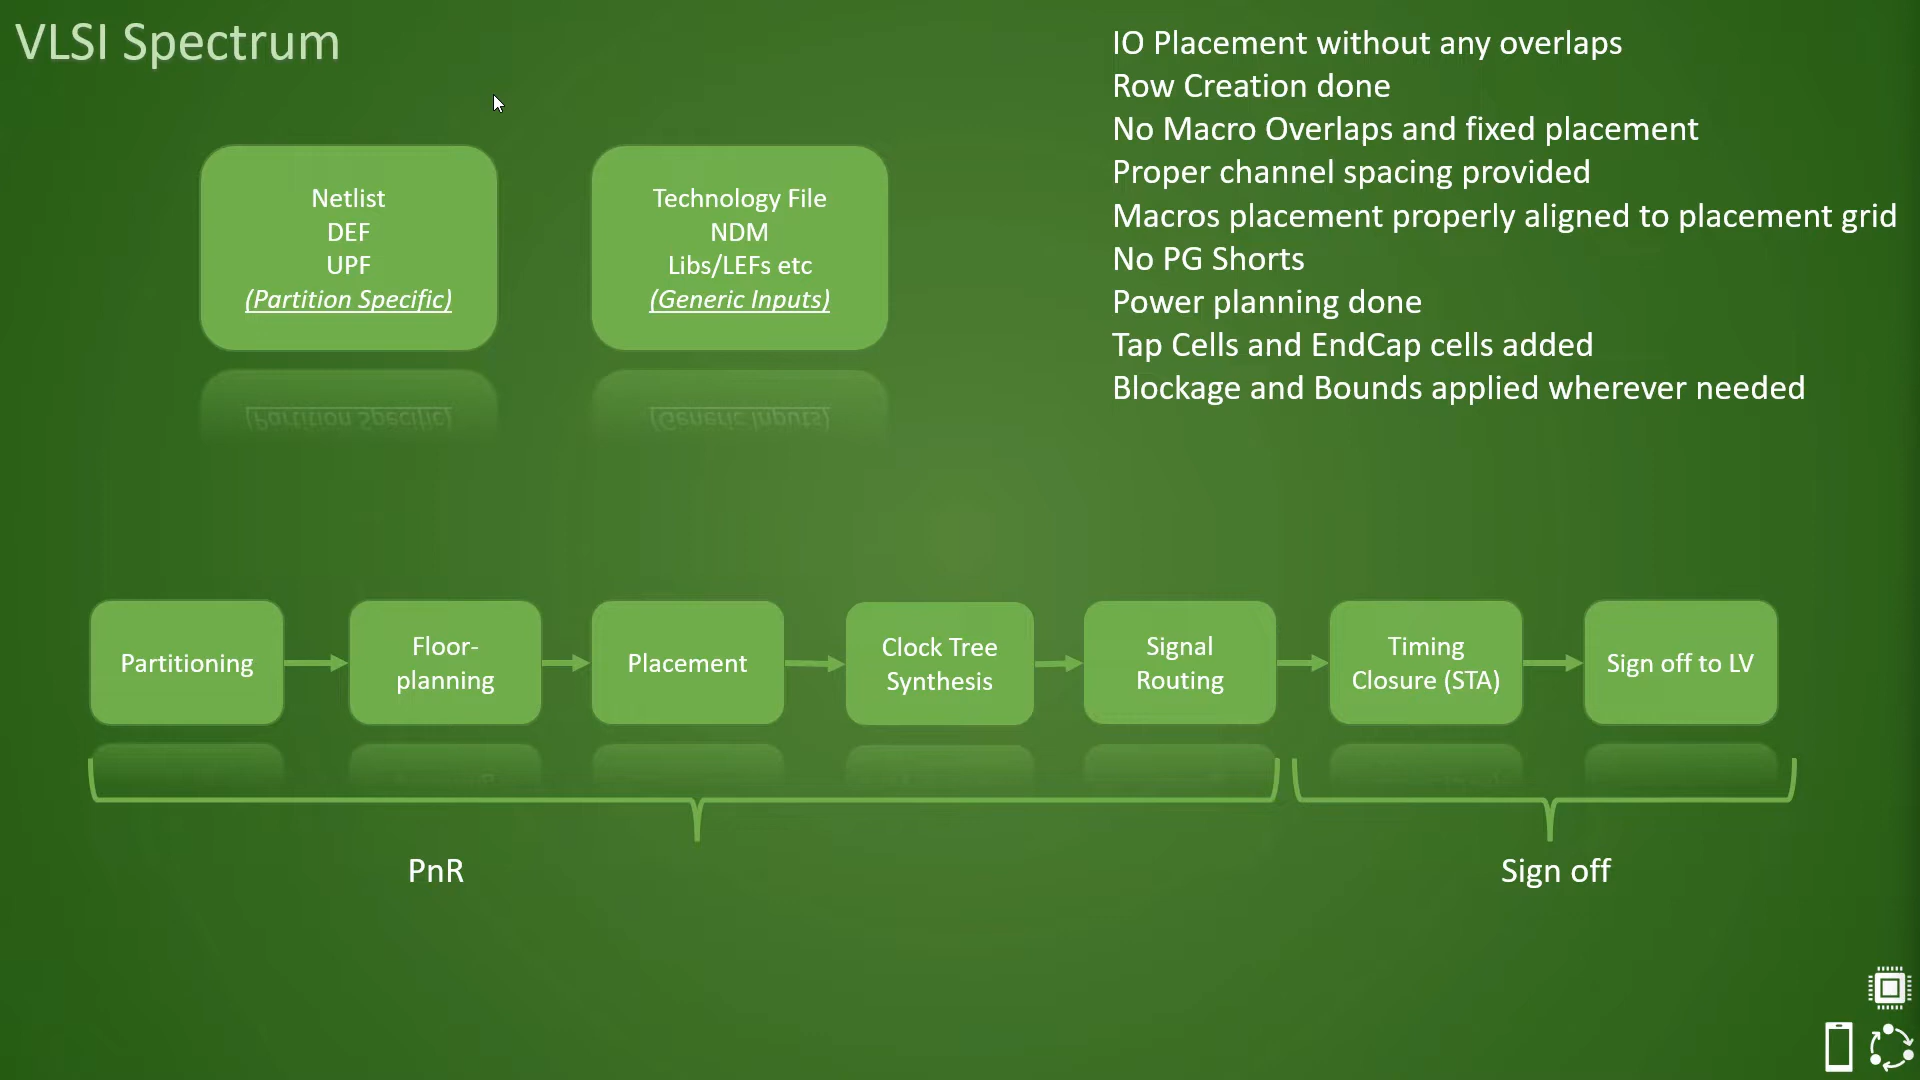 VLSI Spectrum
IO Placement without any overlaps
Row Creation done
No Macro Overlaps and fixed placement
Proper channel spacing provided
Macros placement properly aligned to placement grid
No PG Shorts
Power planning done
Tap Cells and EndCap cells added
Blockage and Bounds applied wherever needed
Netlist
DEF
UPF
(Partition Specific)
Technology File
NDM
Libs/LEFs etc
(Generic Inputs)
Partitioning
Floor-
planning
Placement
Clock Tree
Synthesis
Signal
Routing
Timing
Closure (STA)
Sign off to LV
PnR
Sign off